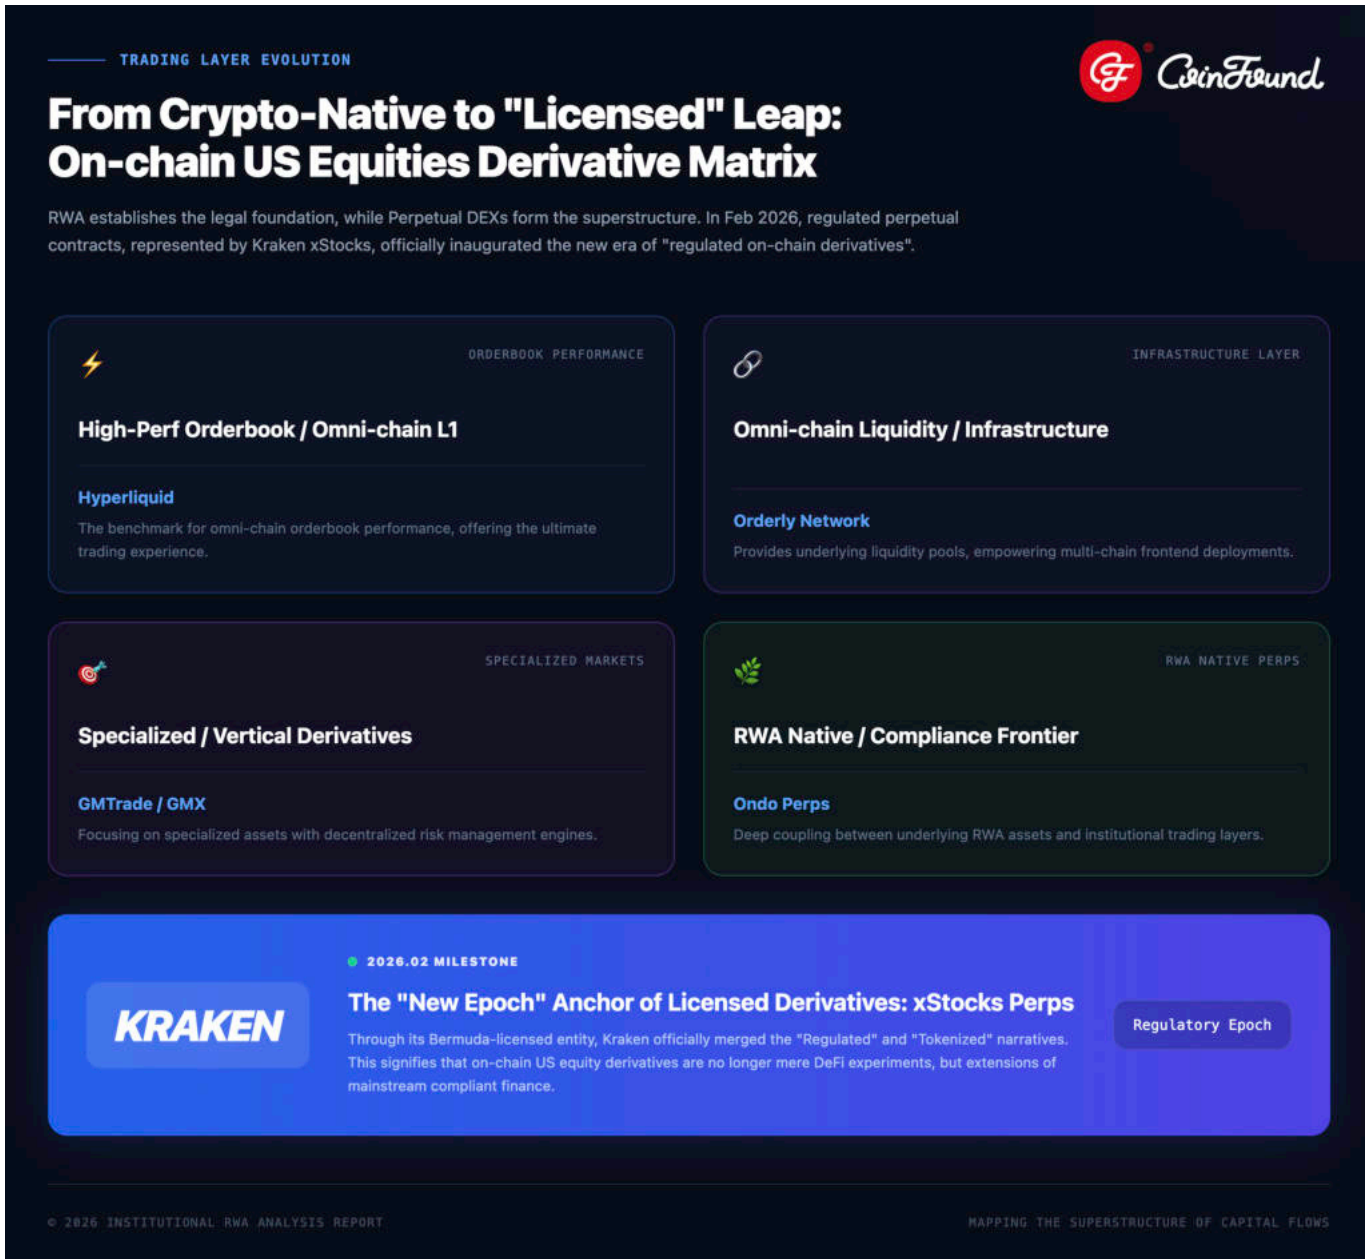 TRADING LAYER EVOLUTION
CoinFound
From Crypto-Native to "Licensed" Leap:
On-chain US Equities Derivative Matrix
RWA establishes the legal foundation, while Perpetual DEXs form the superstructure. In Feb 2026, regulated perpetual
contracts, represented by Kraken xStocks, officially inaugurated the new era of "regulated on-chain derivatives".
ORDERBOOK PERFORMANCE
High-Perf Orderbook / Omni-chain L1
Hyperliquid
The benchmark for omni-chain orderbook performance, offering the ultimate
trading experience.
INFRASTRUCTURE LAYER
Omni-chain Liquidity / Infrastructure
Orderly Network
Provides underlying liquidity pools, empowering multi-chain frontend deployments.
SPECIALIZED MARKETS
Specialized / Vertical Derivatives
GMTrade / GMX
Focusing on specialized assets with decentralized risk management engines.
RWA NATIVE PERPS
RWA Native / Compliance Frontier
Ondo Perps
Deep coupling between underlying RWA assets and institutional trading layers.
KRAKEN
2026.02 MILESTONE
The "New Epoch" Anchor of Licensed Derivatives: xStocks Perps
Through its Bermuda-licensed entity, Kraken officially merged the "Regulated" and "Tokenized" narratives.
This signifies that on-chain US equity derivatives are no longer mere DeFi experiments, but extensions of
mainstream compliant finance.
Regulatory Epoch
© 2026 INSTITUTIONAL RWA ANALYSIS REPORT
MAPPING THE SUPERSTRUCTURE OF CAPITAL FLOWS